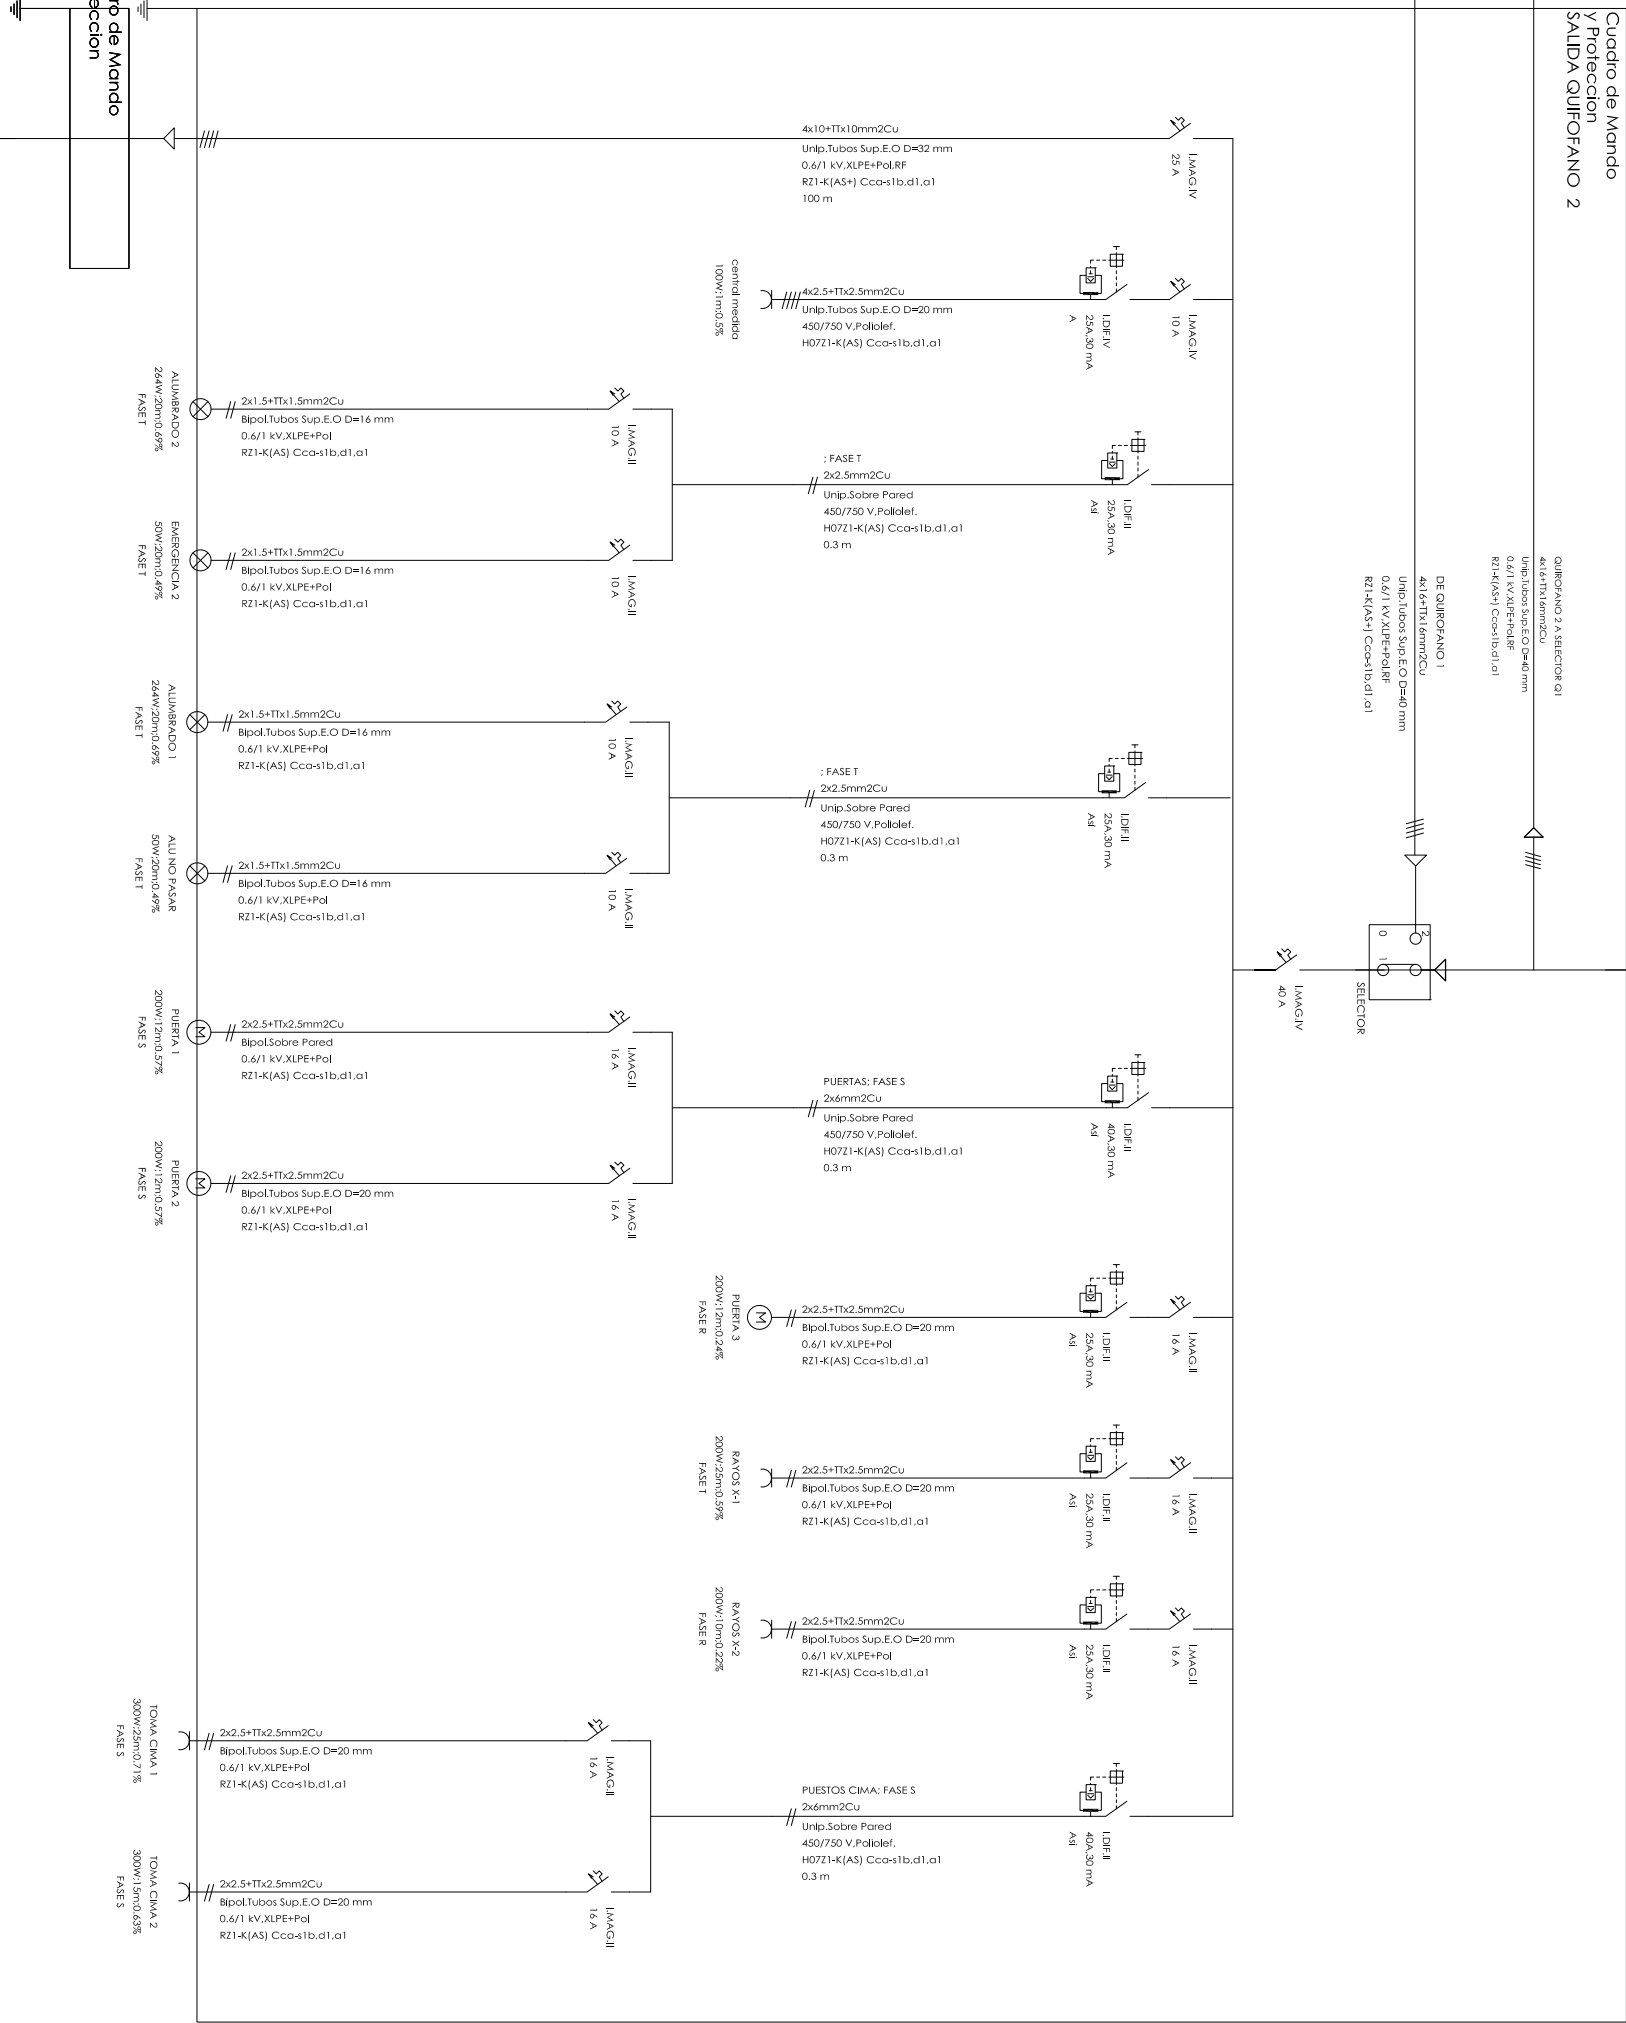 Cuadro de Mando
y Proteccion
SALIDA QUIFOFANO 2
ro de Mando
eccion
QUIROFANO 2 A SELECTOR Q1
4x16+TTx16mm2Cu
Unip.Tubos Sup.E.O D=40 mm
0.6/1 kV,XLPE+Pol,RF
RZ1-K(AS+) Cca-s1b,d1,a1
DE QUIROFANO 1
4x16+TTx16mm2Cu
Unip.Tubos Sup.E.O D=40 mm
0.6/1 kV,XLPE+Pol,RF
RZ1-K(AS+) Cca-s1b,d1,a1
2
0
1
SELECTOR
I.MAG.IV
40 A
4x10+TTx10mm2Cu
Unip.Tubos Sup.E.O D=32 mm
0.6/1 kV,XLPE+Pol,RF
RZ1-K(AS+) Cca-s1b,d1,a1
100 m
I.MAG.IV
25 A
I.MAG.IV
10 A
I.DIF.IV
25A,30 mA
A
4x2.5+TTx2.5mm2Cu
Unip.Tubos Sup.E.O D=20 mm
450/750 V,Poliolef.
H07Z1-K(AS) Cca-s1b,d1,a1
central medida
100W;1m;0.5%
I.DIF.II
25A,30 mA
Asi
; FASE T
2x2.5mm2Cu
Unip.Sobre Pared
450/750 V,Poliolef.
H07Z1-K(AS) Cca-s1b,d1,a1
0.3 m
I.MAG.II
10 A
2x1.5+TTx1.5mm2Cu
Bipol.Tubos Sup.E.O D=16 mm
0.6/1 kV,XLPE+Pol
RZ1-K(AS) Cca-s1b,d1,a1
ALUMBRADO 2
264W;20m;0.69%
FASE T
I.MAG.II
10 A
2x1.5+TTx1.5mm2Cu
Bipol.Tubos Sup.E.O D=16 mm
0.6/1 kV,XLPE+Pol
RZ1-K(AS) Cca-s1b,d1,a1
EMERGENCIA 2
50W;20m;0.49%
FASE T
I.DIF.II
25A,30 mA
Asi
; FASE T
2x2.5mm2Cu
Unip.Sobre Pared
450/750 V,Poliolef.
H07Z1-K(AS) Cca-s1b,d1,a1
0.3 m
I.MAG.II
10 A
2x1.5+TTx1.5mm2Cu
Bipol.Tubos Sup.E.O D=16 mm
0.6/1 kV,XLPE+Pol
RZ1-K(AS) Cca-s1b,d1,a1
ALUMBRADO 1
264W;20m;0.69%
FASE T
I.MAG.II
10 A
2x1.5+TTx1.5mm2Cu
Bipol.Tubos Sup.E.O D=16 mm
0.6/1 kV,XLPE+Pol
RZ1-K(AS) Cca-s1b,d1,a1
ALU NO PASAR
50W;20m;0.49%
FASE T
I.DIF.II
40A,30 mA
Asi
PUERTAS; FASE S
2x6mm2Cu
Unip.Sobre Pared
450/750 V,Poliolef.
H07Z1-K(AS) Cca-s1b,d1,a1
0.3 m
I.MAG.II
16 A
2x2.5+TTx2.5mm2Cu
Bipol.Sobre Pared
0.6/1 kV,XLPE+Pol
RZ1-K(AS) Cca-s1b,d1,a1
M
PUERTA 1
200W;12m;0.57%
FASE S
I.MAG.II
16 A
2x2.5+TTx2.5mm2Cu
Bipol.Tubos Sup.E.O D=20 mm
0.6/1 kV,XLPE+Pol
RZ1-K(AS) Cca-s1b,d1,a1
M
PUERTA 2
200W;12m;0.57%
FASE S
I.MAG.II
16 A
I.DIF.II
25A,30 mA
Asi
2x2.5+TTx2.5mm2Cu
Bipol.Tubos Sup.E.O D=20 mm
0.6/1 kV,XLPE+Pol
RZ1-K(AS) Cca-s1b,d1,a1
M
PUERTA 3
200W;12m;0.24%
FASE R
I.MAG.II
16 A
I.DIF.II
25A,30 mA
Asi
2x2.5+TTx2.5mm2Cu
Bipol.Tubos Sup.E.O D=20 mm
0.6/1 kV,XLPE+Pol
RZ1-K(AS) Cca-s1b,d1,a1
RAYOS X-1
200W;25m;0.59%
FASE T
I.MAG.II
16 A
I.DIF.II
25A,30 mA
Asi
2x2.5+TTx2.5mm2Cu
Bipol.Tubos Sup.E.O D=20 mm
0.6/1 kV,XLPE+Pol
RZ1-K(AS) Cca-s1b,d1,a1
RAYOS X-2
200W;10m;0.22%
FASE R
I.DIF.II
40A,30 mA
Asi
PUESTOS CIMA; FASE S
2x6mm2Cu
Unip.Sobre Pared
450/750 V,Poliolef.
H07Z1-K(AS) Cca-s1b,d1,a1
0.3 m
I.MAG.II
16 A
2x2.5+TTx2.5mm2Cu
Bipol.Tubos Sup.E.O D=20 mm
0.6/1 kV,XLPE+Pol
RZ1-K(AS) Cca-s1b,d1,a1
TOMA CIMA 1
300W;25m;0.71%
FASE S
I.MAG.II
16 A
2x2.5+TTx2.5mm2Cu
Bipol.Tubos Sup.E.O D=20 mm
0.6/1 kV,XLPE+Pol
RZ1-K(AS) Cca-s1b,d1,a1
TOMA CIMA 2
300W;15m;0.63%
FASE S